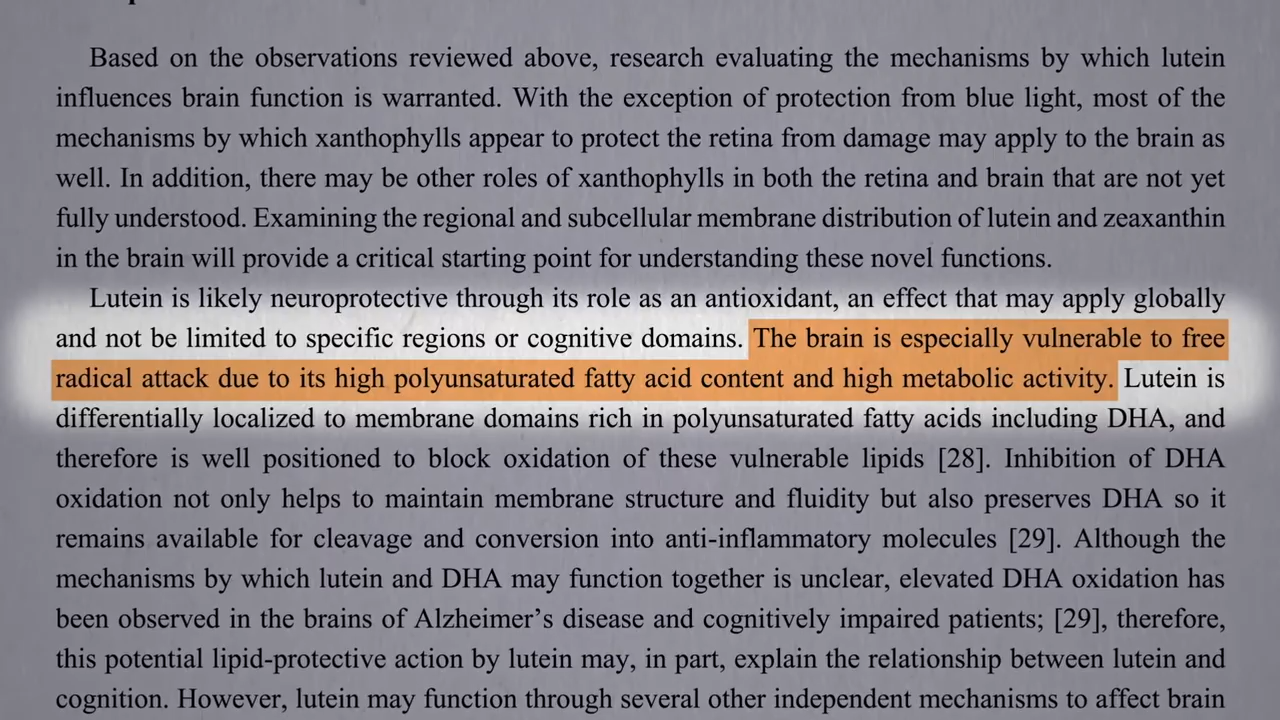 Based on the observations reviewed above, research evaluating the mechanisms by which lutein
influences brain function is warranted. With the exception of protection from blue light, most of the
mechanisms by which xanthophylls appear to protect the retina from damage may apply to the brain as
well. In addition, there may be other roles of xanthophylls in both the retina and brain that are not yet
fully understood. Examining the regional and subcellular membrane distribution of lutein and zeaxanthin
in the brain will provide a critical starting point for understanding these novel functions.
Lutein is likely neuroprotective through its role as an antioxidant, an effect that may apply globally
and not be limited to specific regions or cognitive domains. The brain is especially vulnerable to free
radical attack due to its high polyunsaturated fatty acid content and high metabolic activity. Lutein is
differentially localized to membrane domains rich in polyunsaturated fatty acids including DHA, and
therefore is well positioned to block oxidation of these vulnerable lipids [28]. Inhibition of DHA
oxidation not only helps to maintain membrane structure and fluidity but also preserves DHA so it
remains available for cleavage and conversion into anti-inflammatory molecules [29]. Although the
mechanisms by which lutein and DHA may function together is unclear, elevated DHA oxidation has
been observed in the brains of Alzheimer’s disease and cognitively impaired patients; [29], therefore,
this potential lipid-protective action by lutein may, in part, explain the relationship between lutein and
cognition. However, lutein may function through several other independent mechanisms to affect brain